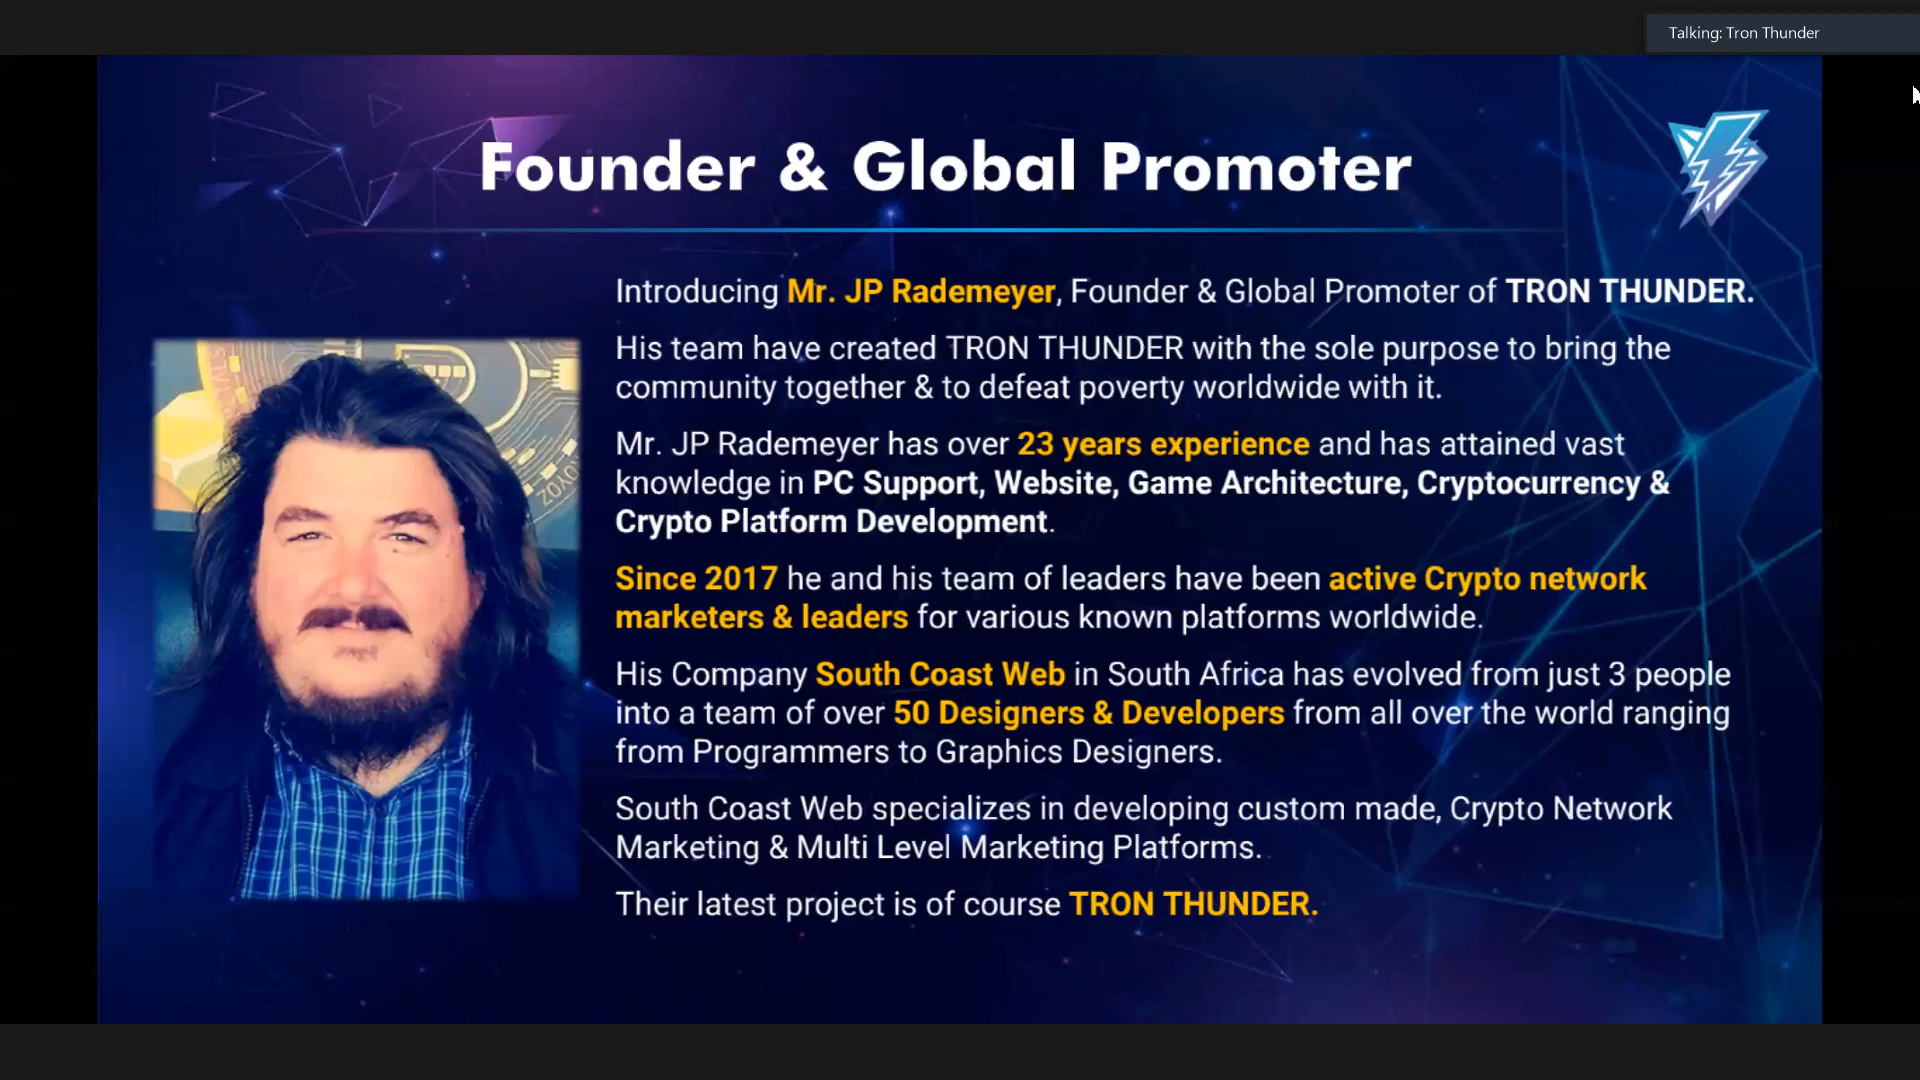 Talking: Tron Thunder
Founder & Global Promoter
Introducing Mr. JP Rademeyer, Founder & Global Promoter of TRON THUNDER.
His team have created TRON THUNDER with the sole purpose to bring the
community together & to defeat poverty worldwide with it.
Mr. JP Rademeyer has over 23 years experience and has attained vast
knowledge in PC Support, Website, Game Architecture, Cryptocurrency &
Crypto Platform Development.
Since 2017 he and his team of leaders have been active Crypto network
marketers & leaders for various known platforms worldwide.
His Company South Coast Web in South Africa has evolved from just 3 people
into a team of over 50 Designers & Developers from all over the world ranging
from Programmers to Graphics Designers.
South Coast Web specializes in developing custom made, Crypto Network
Marketing & Multi Level Marketing Platforms.
Their latest project is of course TRON THUNDER.